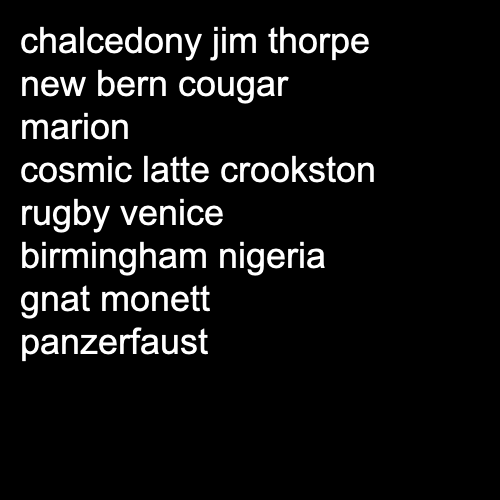 chalcedony jim thorpe
new bern cougar
marion
cosmic latte crookston
rugby venice
birmingham nigeria
gnat monett
panzerfaust